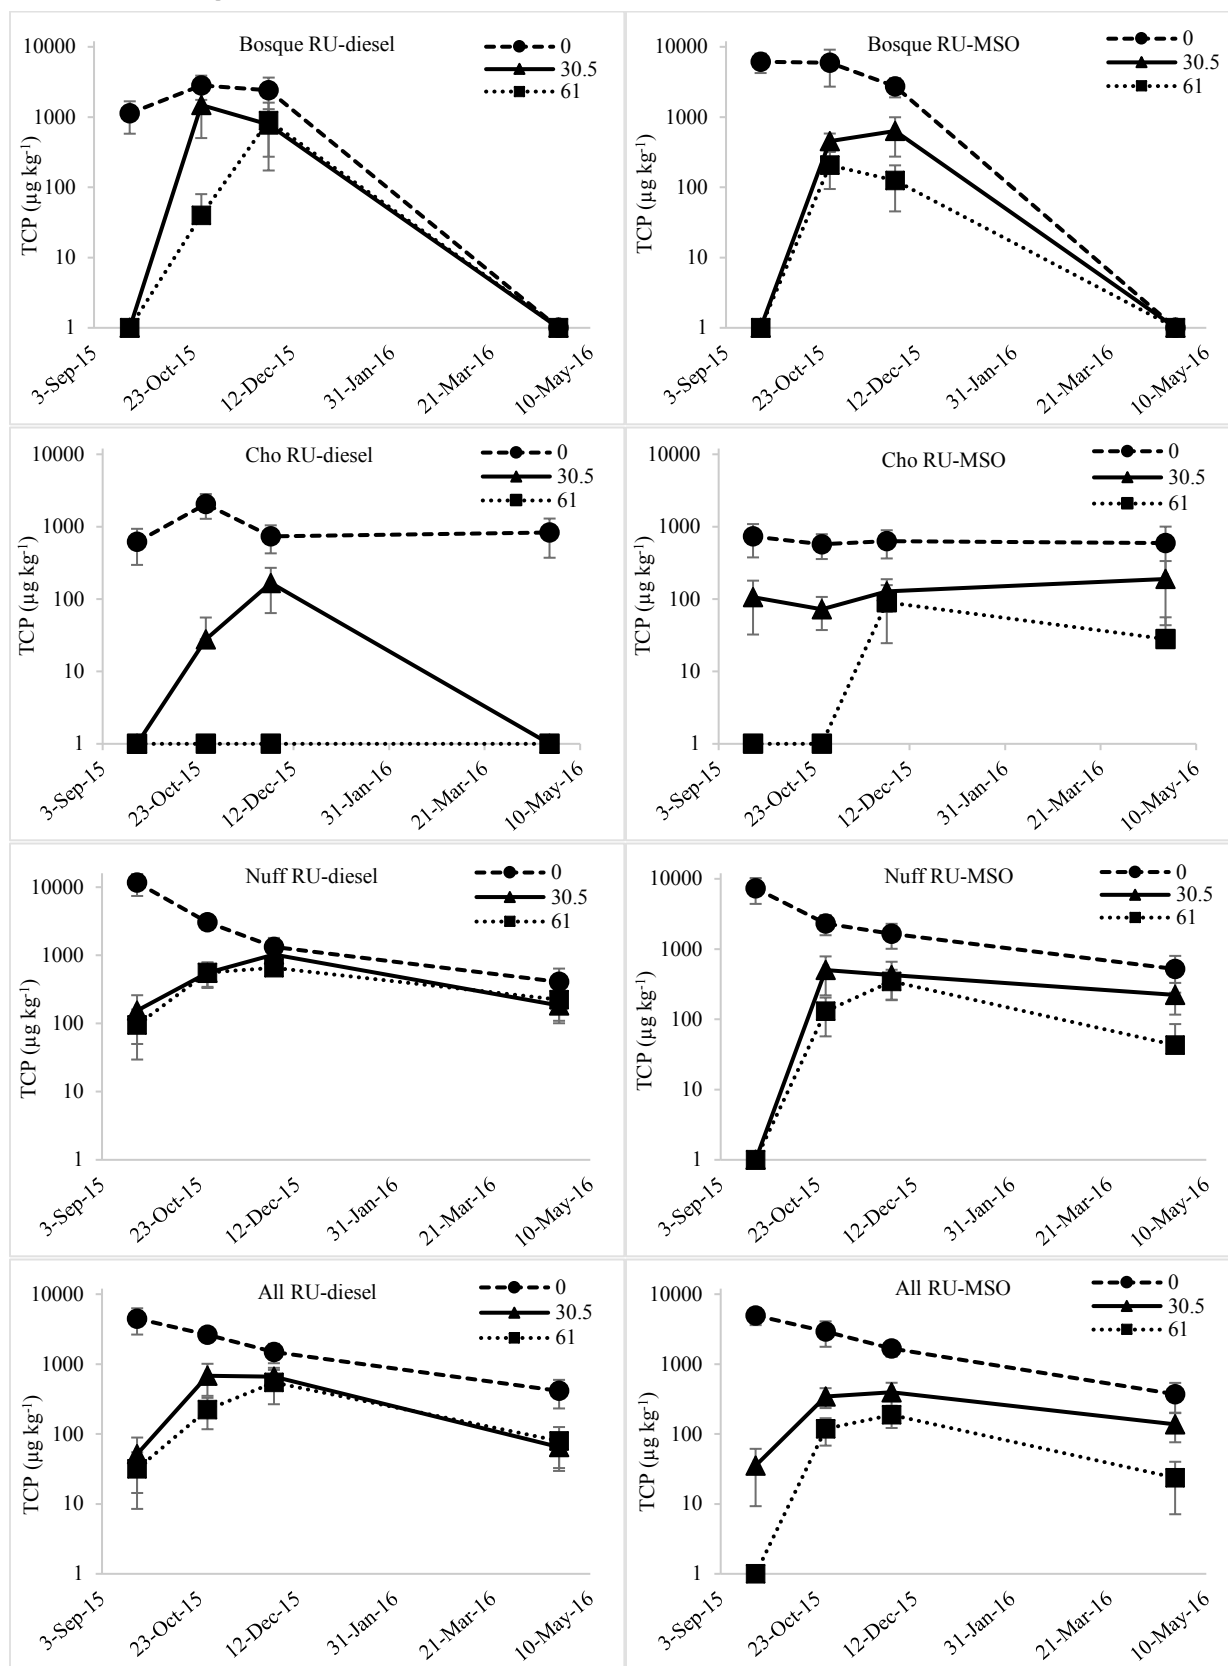 Bosque RU-diesel
0
30.5
61
10000
1000
100
10
1
TCP (µg kg-1)
3-Sep-15
23-Oct-15
12-Dec-15
31-Jan-16
21-Mar-16
10-May-16
Bosque RU-MSO
0
30.5
61
10000
1000
100
10
1
TCP (µg kg-1)
3-Sep-15
23-Oct-15
12-Dec-15
31-Jan-16
21-Mar-16
10-May-16
Cho RU-diesel
0
30.5
61
10000
1000
100
10
1
TCP (µg kg-1)
3-Sep-15
23-Oct-15
12-Dec-15
31-Jan-16
21-Mar-16
10-May-16
Cho RU-MSO
0
30.5
61
10000
1000
100
10
1
TCP (µg kg-1)
3-Sep-15
23-Oct-15
12-Dec-15
31-Jan-16
21-Mar-16
10-May-16
Nuff RU-diesel
0
30.5
61
10000
1000
100
10
1
TCP (µg kg-1)
3-Sep-15
23-Oct-15
12-Dec-15
31-Jan-16
21-Mar-16
10-May-16
Nuff RU-MSO
0
30.5
61
10000
1000
100
10
1
TCP (µg kg-1)
3-Sep-15
23-Oct-15
12-Dec-15
31-Jan-16
21-Mar-16
10-May-16
All RU-diesel
0
30.5
61
10000
1000
100
10
1
TCP (µg kg-1)
3-Sep-15
23-Oct-15
12-Dec-15
31-Jan-16
21-Mar-16
10-May-16
All RU-MSO
0
30.5
61
10000
1000
100
10
1
TCP (µg kg-1)
3-Sep-15
23-Oct-15
12-Dec-15
31-Jan-16
21-Mar-16
10-May-16